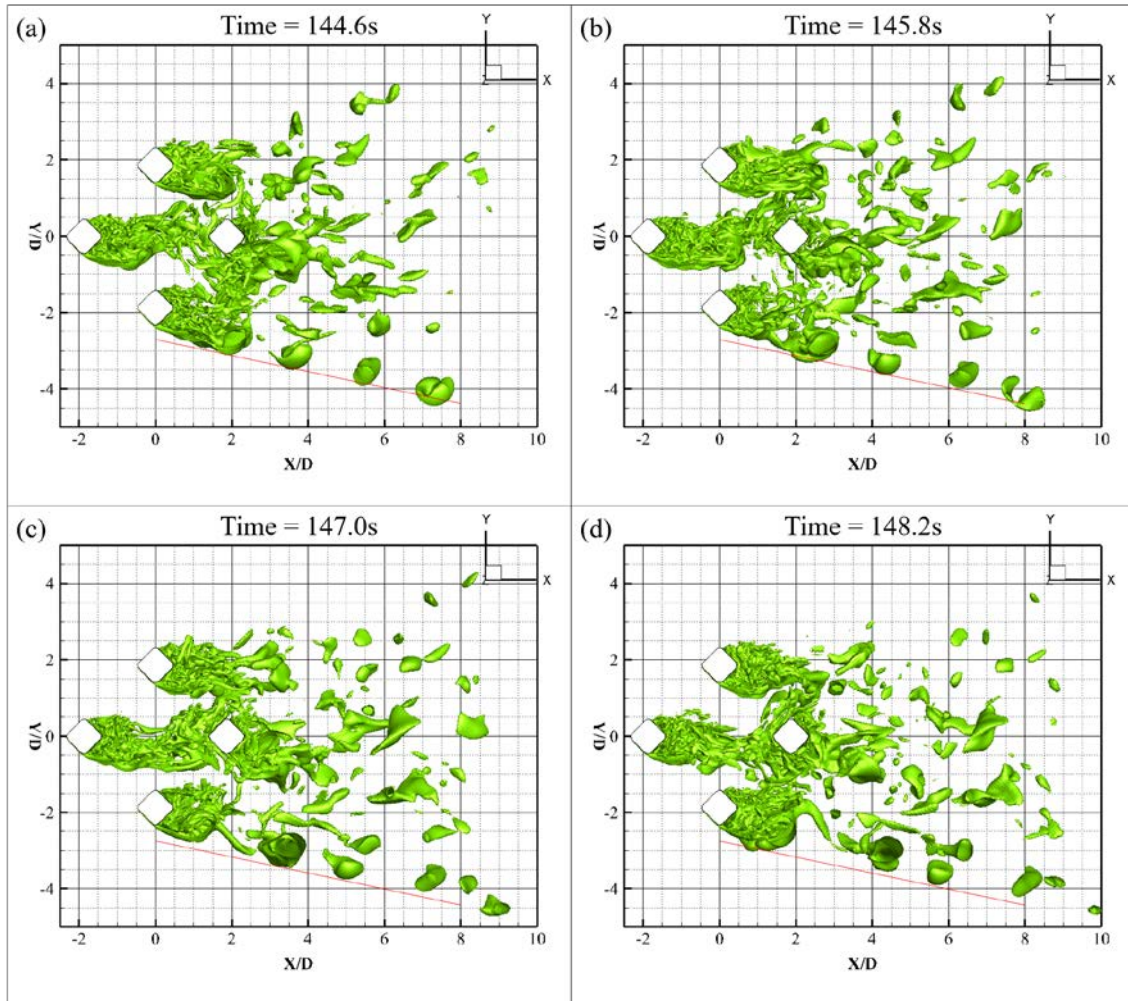 (a)
Time = 144.6s
Y
Z
X
4
2
0
-2
-4
Y/D
-2 0 2 4 6 8 10
X/D
(b)
Time = 145.8s
Y
Z
X
4
2
0
-2
-4
Y/D
-2 0 2 4 6 8 10
X/D
(c)
Time = 147.0s
Y
Z
X
4
2
0
-2
-4
Y/D
-2 0 2 4 6 8 10
X/D
(d)
Time = 148.2s
Y
Z
X
4
2
0
-2
-4
Y/D
-2 0 2 4 6 8 10
X/D